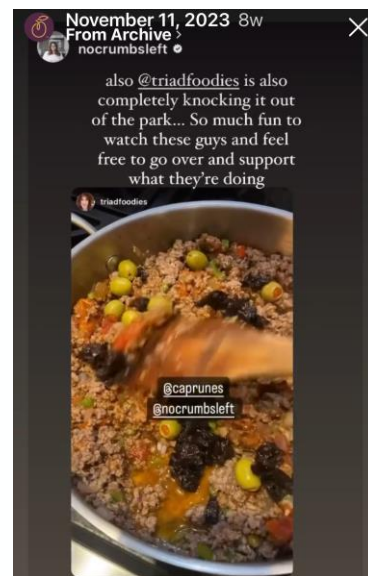 November 11, 2023 8w
From Archive >
nocrumbsleft
also @triadfoodies is also
completely knocking it out
of the park... So much fun to
watch these guys and feel
free to go over and support
what they're doing
triadfoodies
@caprunes
@nocrumbsleft